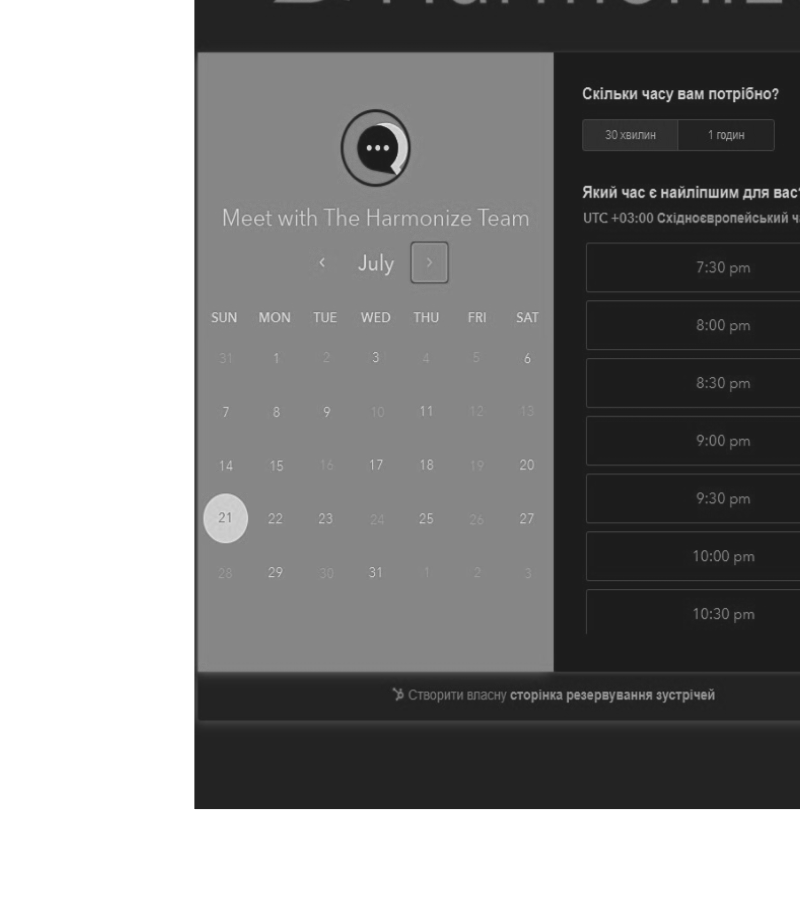 Harmoniz
Meet with The Harmonize Team
‹ July ›
SUN MON TUE WED THU FRI SAT
31 1 2 3 4 5 6
7 8 9 10 11 12 13
14 15 16 17 18 19 20
21 22 23 24 25 26 27
28 29 30 31 1 2 3
Скільки часу вам потрібно?
30 хвилин 1 годин
Який час є найліпшим для вас?
UTC +03:00 Східноєвропейський
7:30 pm
8:00 pm
8:30 pm
9:00 pm
9:30 pm
10:00 pm
10:30 pm
Створити власну сторінка резервування зустрічей